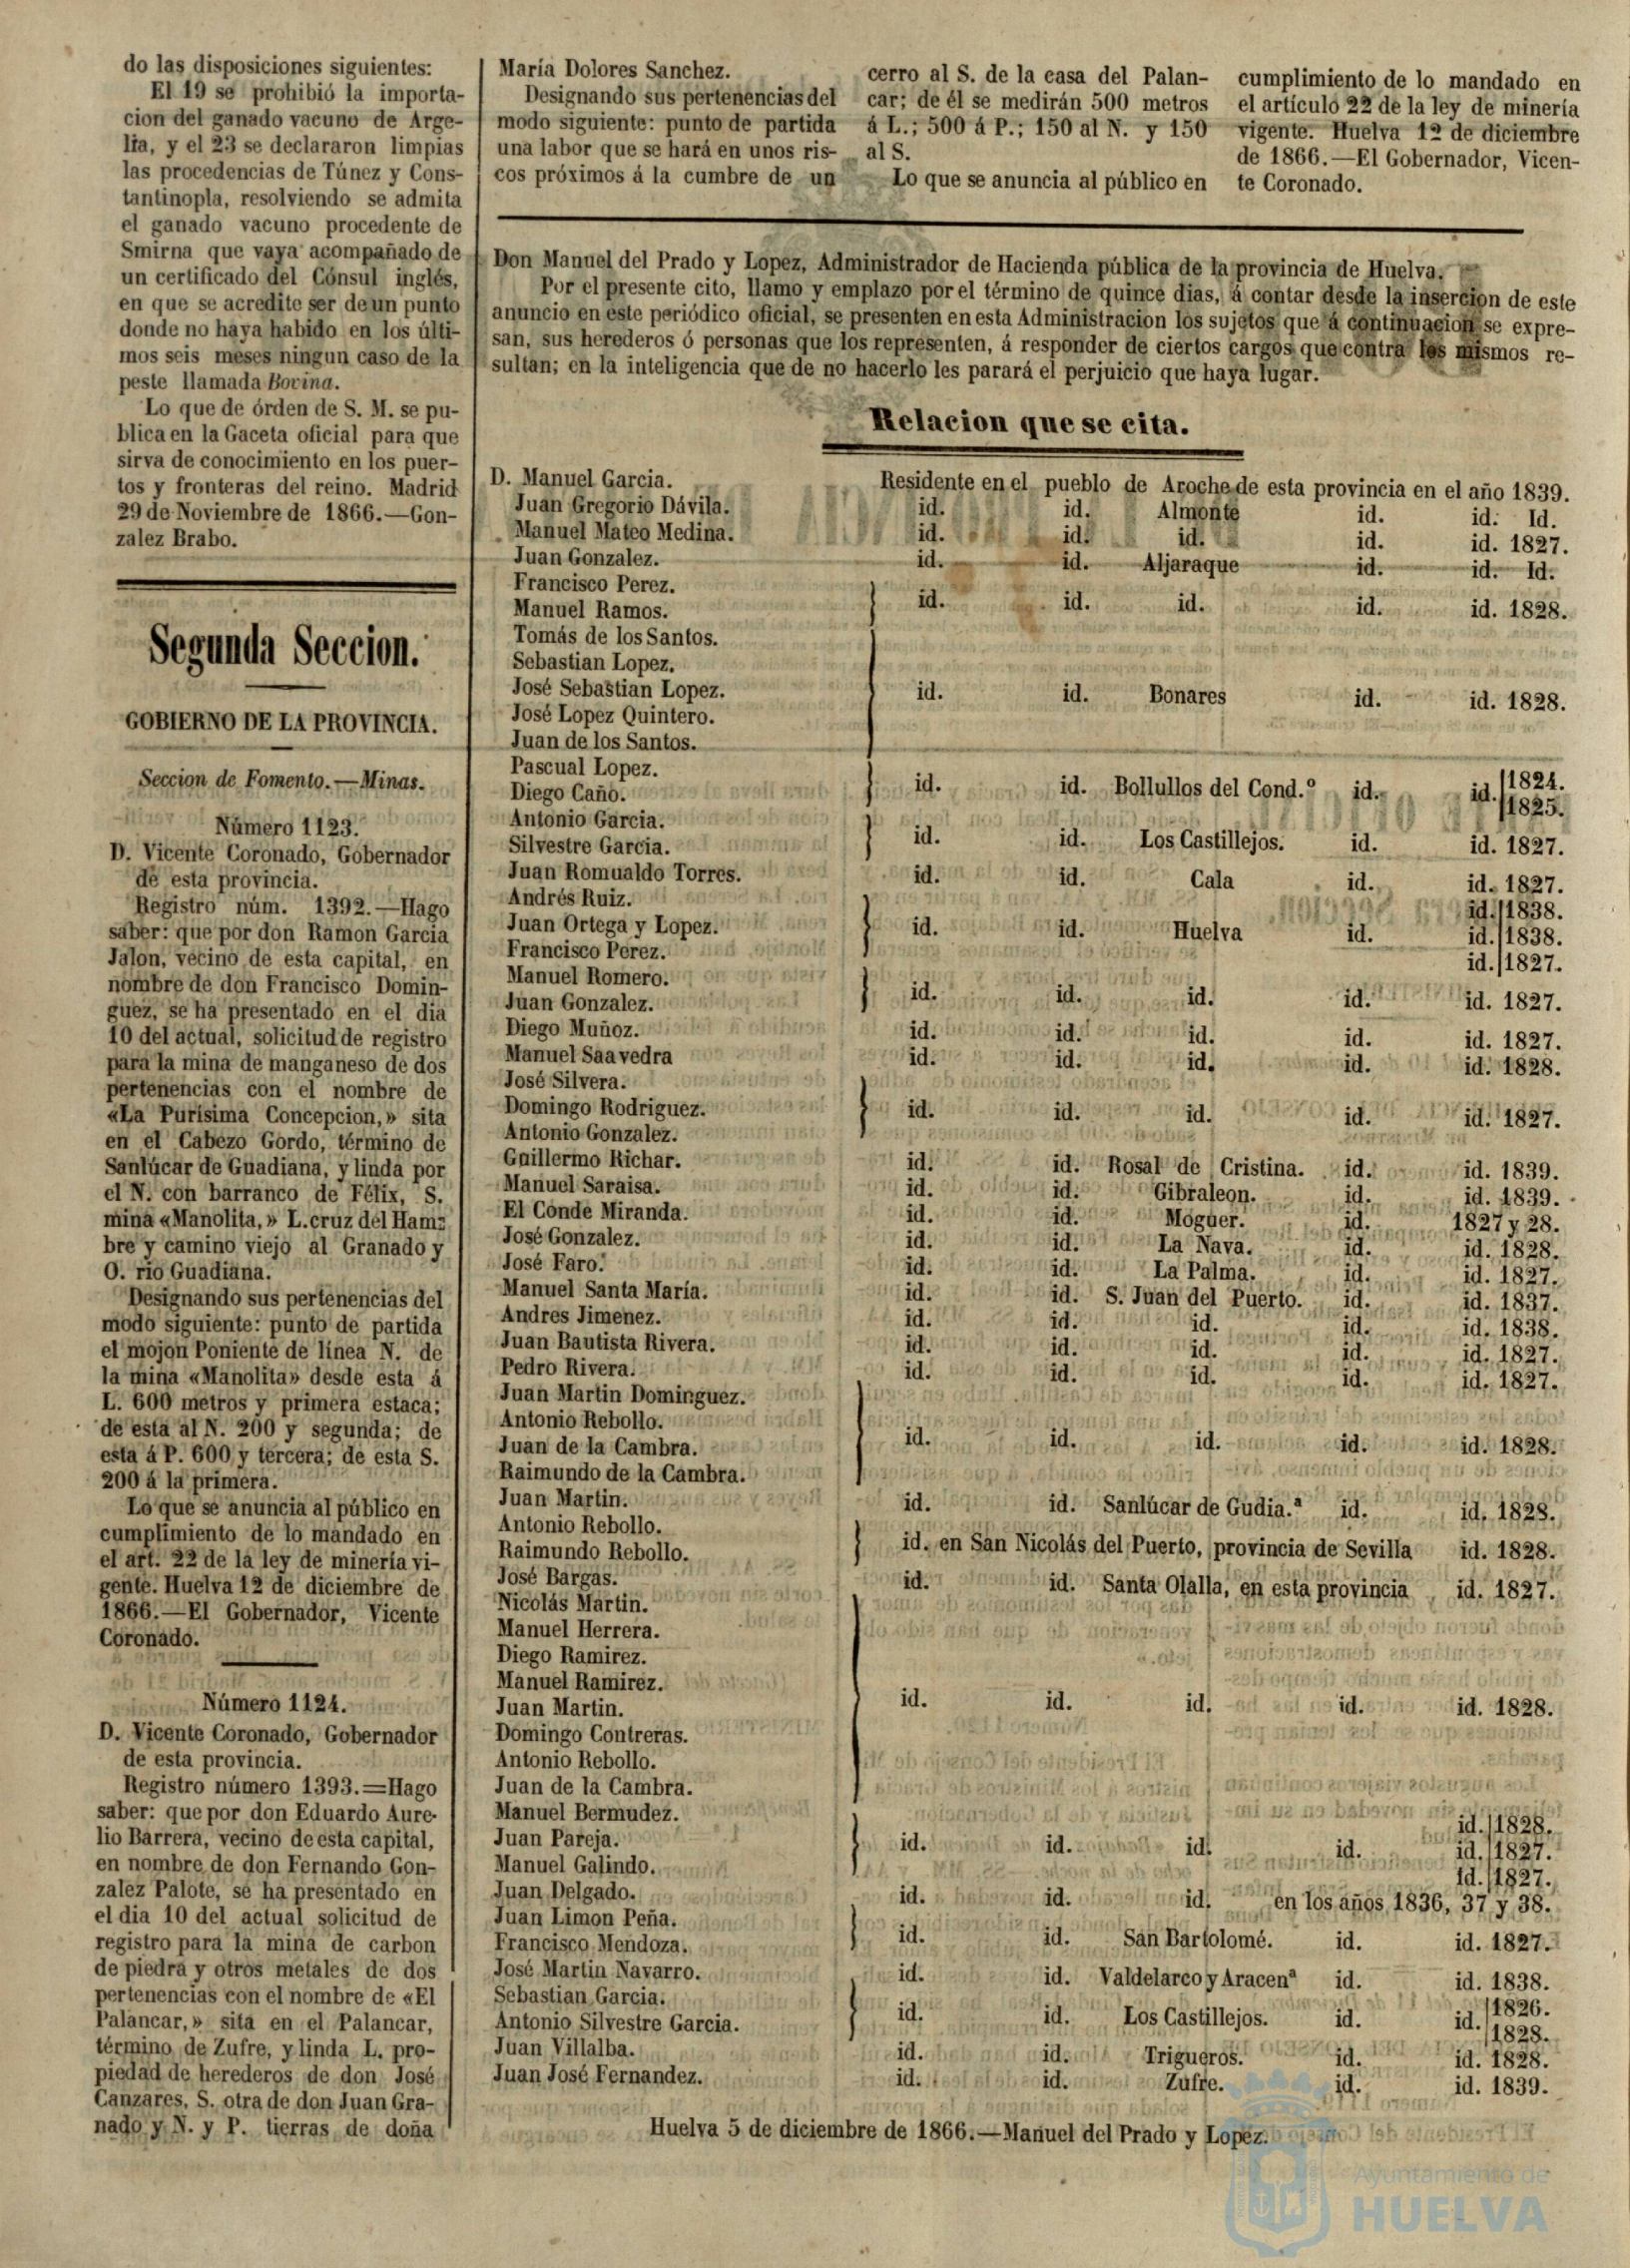 do las disposiciones siguientes:
El 19 se prohibió la importa-
cion del ganado vacuno de Arge-
lia, y el 23 se declararon limpias
las procedencias de Túnez y Cons-
tantinopla, resolviendo se admita
el ganado vacuno procedente de
Smirna que vaya acompañado de
un certificado del Cónsul inglés,
en que se acredite ser de un punto
donde no haya habido en los últi-
mos seis meses ningun caso de la
peste llamada Bovina.
Lo que de órden de S. M. se pu-
blica en la Gaceta oficial para que
sirva de conocimiento en los puer-
tos y fronteras del reino. Madrid
29 de Noviembre de 1866.—Gon-
zalez Brabo.
Segunda Seccion.
GOBIERNO DE LA PROVINCIA.
Seccion de Fomento.—Minas.
Número 1123.
D. Vicente Coronado, Gobernador
de esta provincia.
Registro núm. 1392.—Hago
saber: que por don Ramon Garcia
Jalon, vecino de esta capital, en
nombre de don Francisco Domin-
guez, se ha presentado en el dia
10 del actual, solicitud de registro
para la mina de manganeso de dos
pertenencias con el nombre de
«La Purísima Concepcion,» sita
en el Cabezo Gordo, término de
Sanlúcar de Guadiana, y linda por
el N. con barranco de Félix, S.
mina «Manolita,» L. cruz del Ham-
bre y camino viejo al Granado y
O. rio Guadiana.
Designando sus pertenencias del
modo siguiente: punto de partida
el mojon Poniente de línea N. de
la mina «Manolita» desde esta á
L. 600 metros y primera estaca;
de esta al N. 200 y segunda; de
esta á P. 600 y tercera; de esta S.
200 á la primera.
Lo que se anuncia al público en
cumplimiento de lo mandado en
el art. 22 de la ley de minería vi-
gente. Huelva 12 de diciembre de
1866.—El Gobernador, Vicente
Coronado.
Número 1124.
D. Vicente Coronado, Gobernador
de esta provincia.
Registro número 1393.=Hago
saber: que por don Eduardo Aure-
lio Barrera, vecino de esta capital,
en nombre de don Fernando Gon-
zalez Palote, se ha presentado en
el dia 10 del actual solicitud de
registro para la mina de carbon
de piedra y otros metales de dos
pertenencias con el nombre de «El
Palancar,» sita en el Palancar,
término de Zufre, y linda L. pro-
piedad de herederos de don José
Canzares, S. otra de don Juan Gra-
nado y N. y P. tierras de doña
María Dolores Sanchez.
Designando sus pertenencias del
modo siguiente: punto de partida
una labor que se hará en unos ris-
cos próximos á la cumbre de un
cerro al S. de la casa del Palan-
car; de él se medirán 500 metros
á L.; 500 á P.; 150 al N. y 150
al S.
Lo que se anuncia al público en
cumplimiento de lo mandado en
el artículo 22 de la ley de minería
vigente. Huelva 12 de diciembre
de 1866.—El Gobernador, Vicen-
te Coronado.
Don Manuel del Prado y Lopez, Administrador de Hacienda pública de la provincia de Huelva.
Por el presente cito, llamo y emplazo por el término de quince dias, á contar desde la insercion de este
anuncio en este periódico oficial, se presenten en esta Administracion los sujetos que á continuacion se expre-
san, sus herederos ó personas que los representen, á responder de ciertos cargos que contra los mismos re-
sultan; en la inteligencia que de no hacerlo les parará el perjuicio que haya lugar.
Relacion que se cita.
D. Manuel Garcia. Residente en el pueblo de Aroche de esta provincia en el año 1839.
Juan Gregorio Dávila. id. id. Almonte id. id. Id.
Manuel Mateo Medina. id. id. id. id. id. 1827.
Juan Gonzalez. id. id. Aljaraque id. id. Id.
Francisco Perez.
Manuel Ramos. id. id. id. id. id. 1828.
Tomás de los Santos.
Sebastian Lopez.
José Sebastian Lopez. id. id. Bonares id. id. 1828.
José Lopez Quintero.
Juan de los Santos.
Pascual Lopez. id. id. Bollullos del Cond.º id. id. 1824.
Diego Caño. 1825.
Antonio Garcia.
Silvestre Garcia. id. id. Los Castillejos. id. id. 1827.
Juan Romualdo Torres. id. id. Cala id. id. 1827.
Andrés Ruiz. id. 1838.
Juan Ortega y Lopez. id. id. Huelva id. id. 1838.
Francisco Perez. id. 1827.
Manuel Romero.
Juan Gonzalez. id. id. id. id. id. 1827.
Diego Muñoz. id. id. id. id. id. 1827.
Manuel Saavedra id. id. id. id. id. 1828.
José Silvera.
Domingo Rodriguez. id. id. id. id. id. 1827.
Antonio Gonzalez.
Guillermo Richar. id. id. Rosal de Cristina. id. id. 1839.
Manuel Saraisa. id. id. Gibraleon. id. id. 1839.
El Conde Miranda. id. id. Moguer. id. 1827 y 28.
José Gonzalez. id. id. La Nava. id. id. 1828.
José Faro. id. id. La Palma. id. id. 1827.
Manuel Santa María. id. id. S. Juan del Puerto. id. id. 1837.
Andres Jimenez. id. id. id. id. id. 1838.
Juan Bautista Rivera. id. id. id. id. id. 1827.
Pedro Rivera. id. id. id. id. id. 1827.
Juan Martin Dominguez.
Antonio Rebollo.
Juan de la Cambra. id. id. id. id. id. 1828.
Raimundo de la Cambra.
Juan Martin. id. id. Sanlúcar de Gudia.ª id. id. 1828.
Antonio Rebollo.
Raimundo Rebollo. id. en San Nicolás del Puerto, provincia de Sevilla id. 1828.
José Bargas. id. id. Santa Olalla, en esta provincia id. 1827.
Nicolás Martin.
Manuel Herrera.
Diego Ramirez.
Manuel Ramirez.
Juan Martin. id. id. id. id. id. 1828.
Domingo Contreras.
Antonio Rebollo.
Juan de la Cambra.
Manuel Bermudez. id. 1828.
Juan Pareja. id. id. id. id. id. 1827.
Manuel Galindo. id. 1827.
Juan Delgado. id. id. id. en los años 1836, 37 y 38.
Juan Limon Peña.
Francisco Mendoza. id. id. San Bartolomé. id. id. 1827.
José Martin Navarro. id. id. Valdelarco y Aracenª id. id. 1838.
Sebastian Garcia. id. id. Los Castillejos. id. id. 1826.
Antonio Silvestre Garcia. 1828.
Juan Villalba. id. id. Trigueros. id. id. 1828.
Juan José Fernandez. id. id. Zufre. id. id. 1839.
Huelva 5 de diciembre de 1866.—Manuel del Prado y Lopez.
Ayuntamiento de
HUELVA